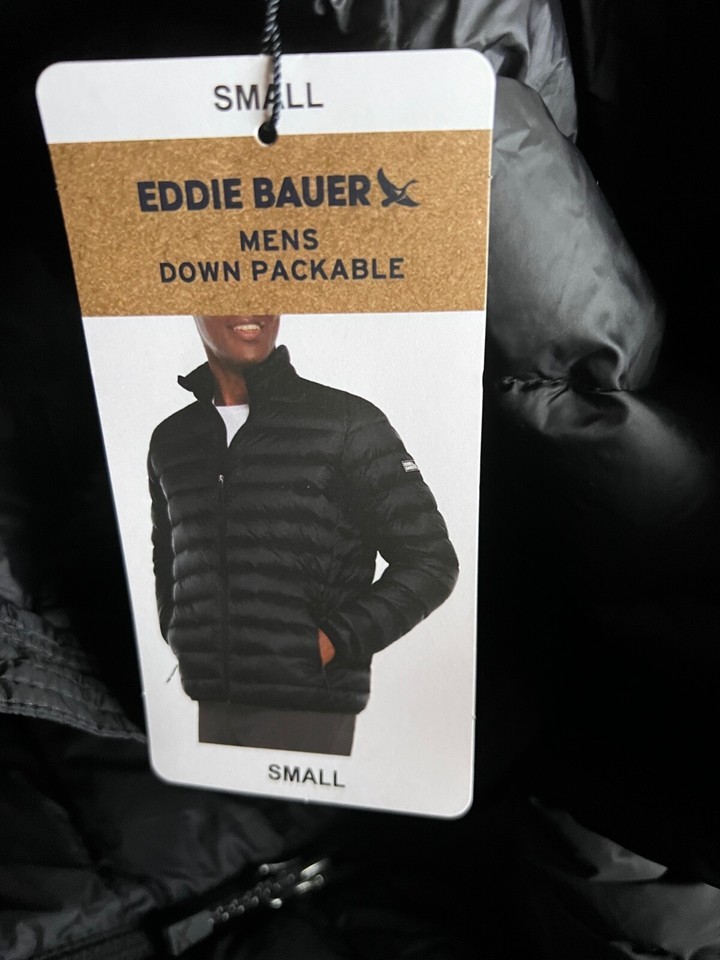 SMALL
EDDIE BAUER
MENS
DOWN PACKABLE
SMALL